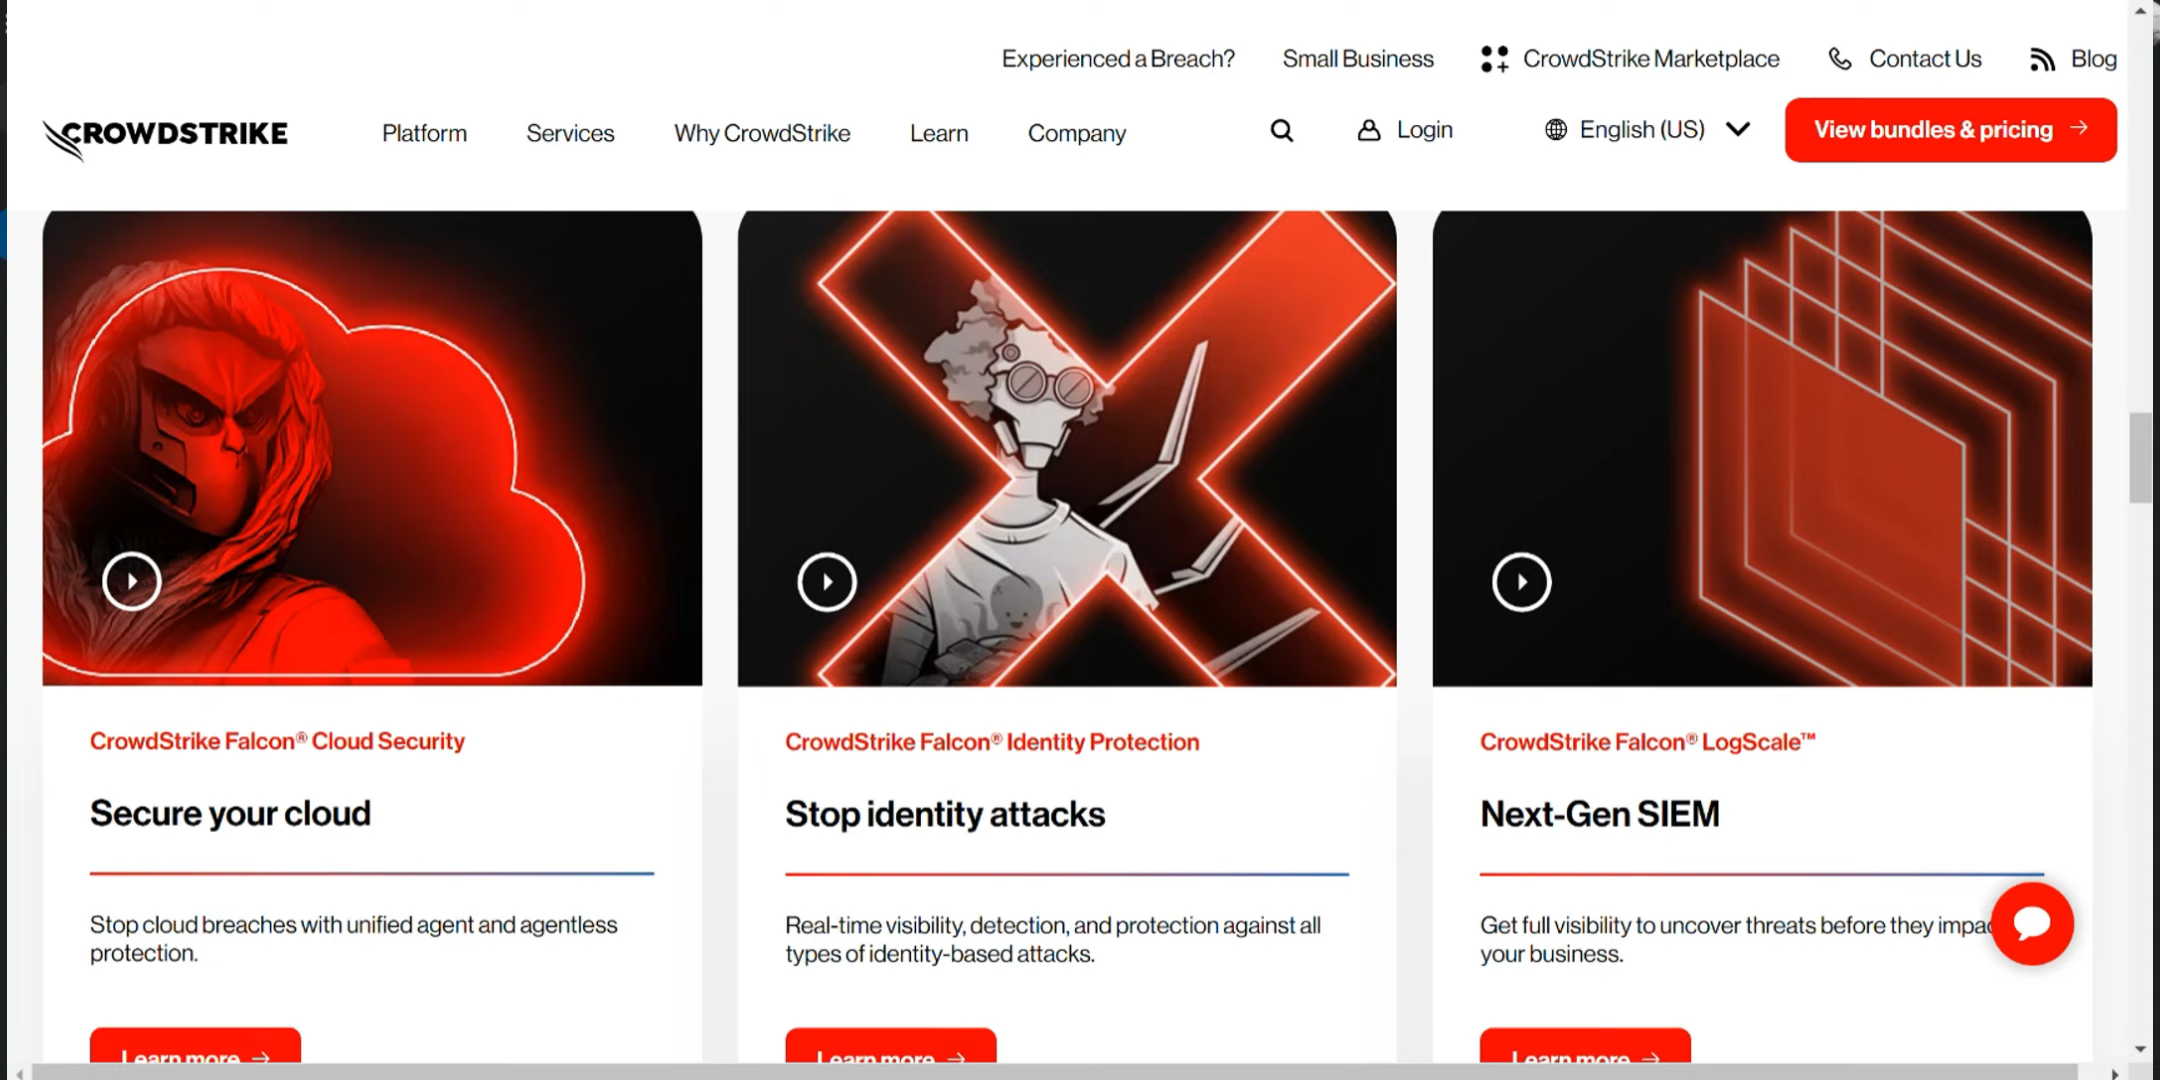 Experienced a Breach? Small Business CrowdStrike Marketplace Contact Us Blog
CROWDSTRIKE Platform Services Why CrowdStrike Learn Company Login English (US) View bundles & pricing →
CrowdStrike Falcon® Cloud Security
Secure your cloud
Stop cloud breaches with unified agent and agentless
protection.
Learn more →
CrowdStrike Falcon® Identity Protection
Stop identity attacks
Real-time visibility, detection, and protection against all
types of identity-based attacks.
Learn more →
CrowdStrike Falcon® LogScale™
Next-Gen SIEM
Get full visibility to uncover threats before they impac
your business.
Learn more →